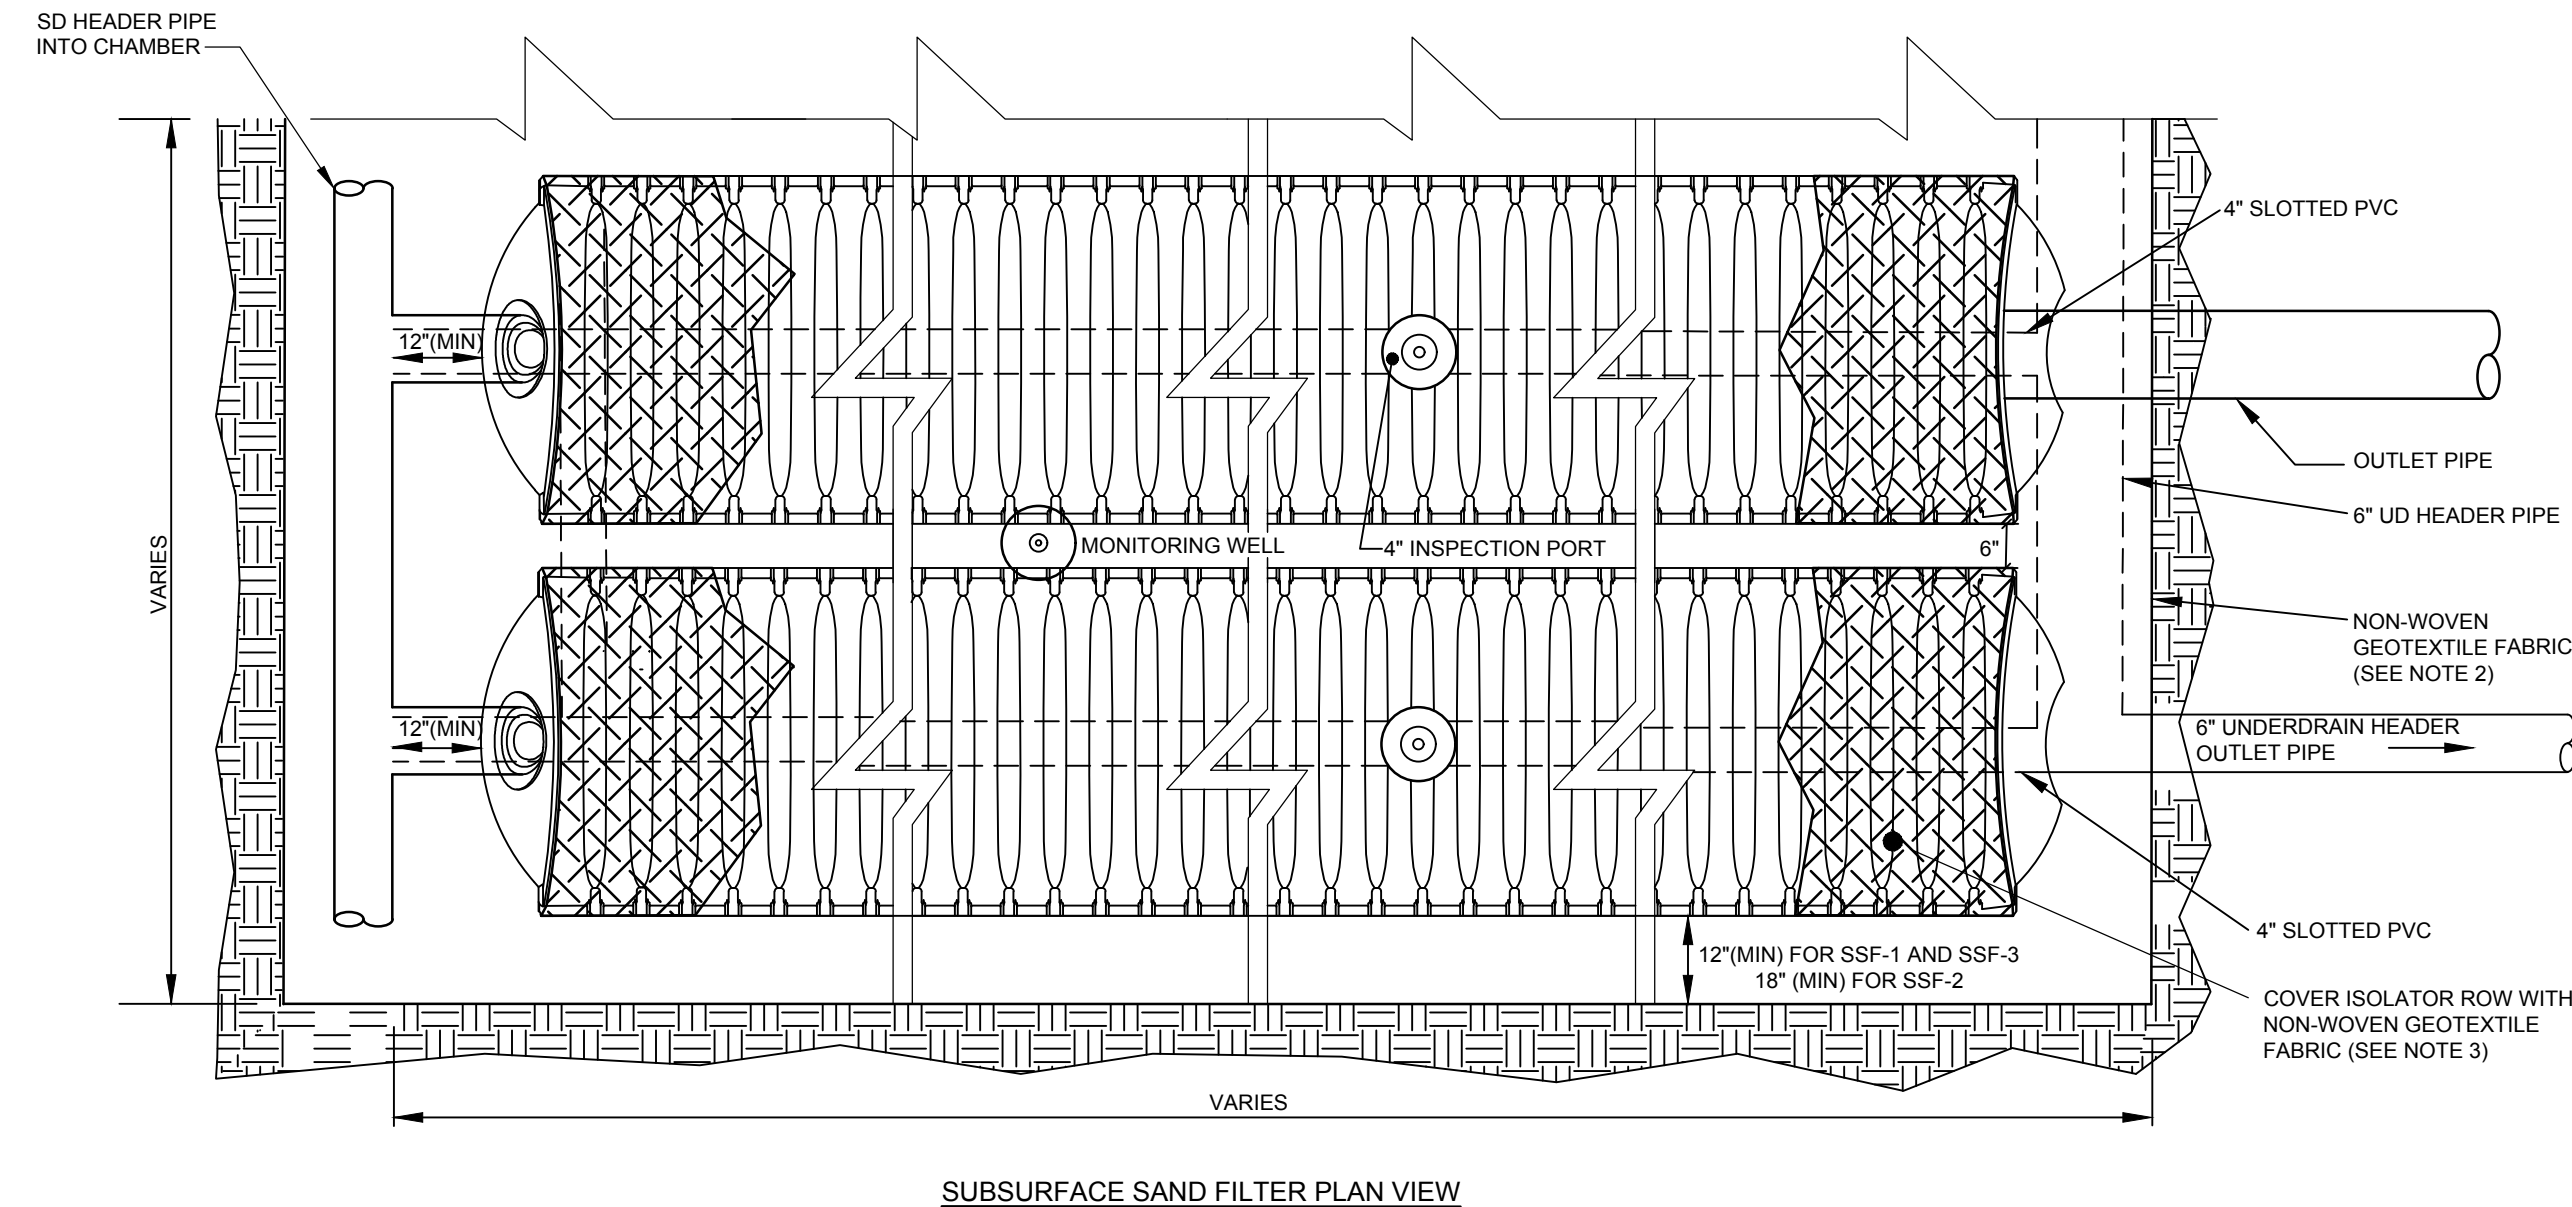 SD HEADER PIPE
INTO CHAMBER
4" SLOTTED PVC
12"(MIN)
OUTLET PIPE
6" UD HEADER PIPE
MONITORING WELL
4" INSPECTION PORT
6"
VARIES
NON-WOVEN
GEOTEXTILE FABRIC
(SEE NOTE 2)
12"(MIN)
6" UNDERDRAIN HEADER
OUTLET PIPE
4" SLOTTED PVC
12"(MIN) FOR SSF-1 AND SSF-3
18" (MIN) FOR SSF-2
COVER ISOLATOR ROW WITH
NON-WOVEN GEOTEXTILE
FABRIC (SEE NOTE 3)
VARIES
SUBSURFACE SAND FILTER PLAN VIEW